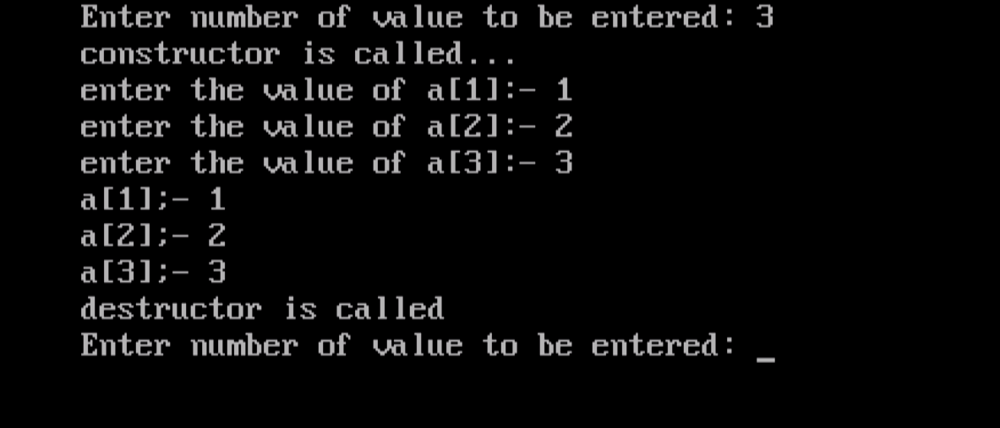 Enter number of value to be entered: 3
constructor is called...
enter the value of a[1]:- 1
enter the value of a[2]:- 2
enter the value of a[3]:- 3
a[1];- 1
a[2];- 2
a[3];- 3
destructor is called
Enter number of value to be entered: _